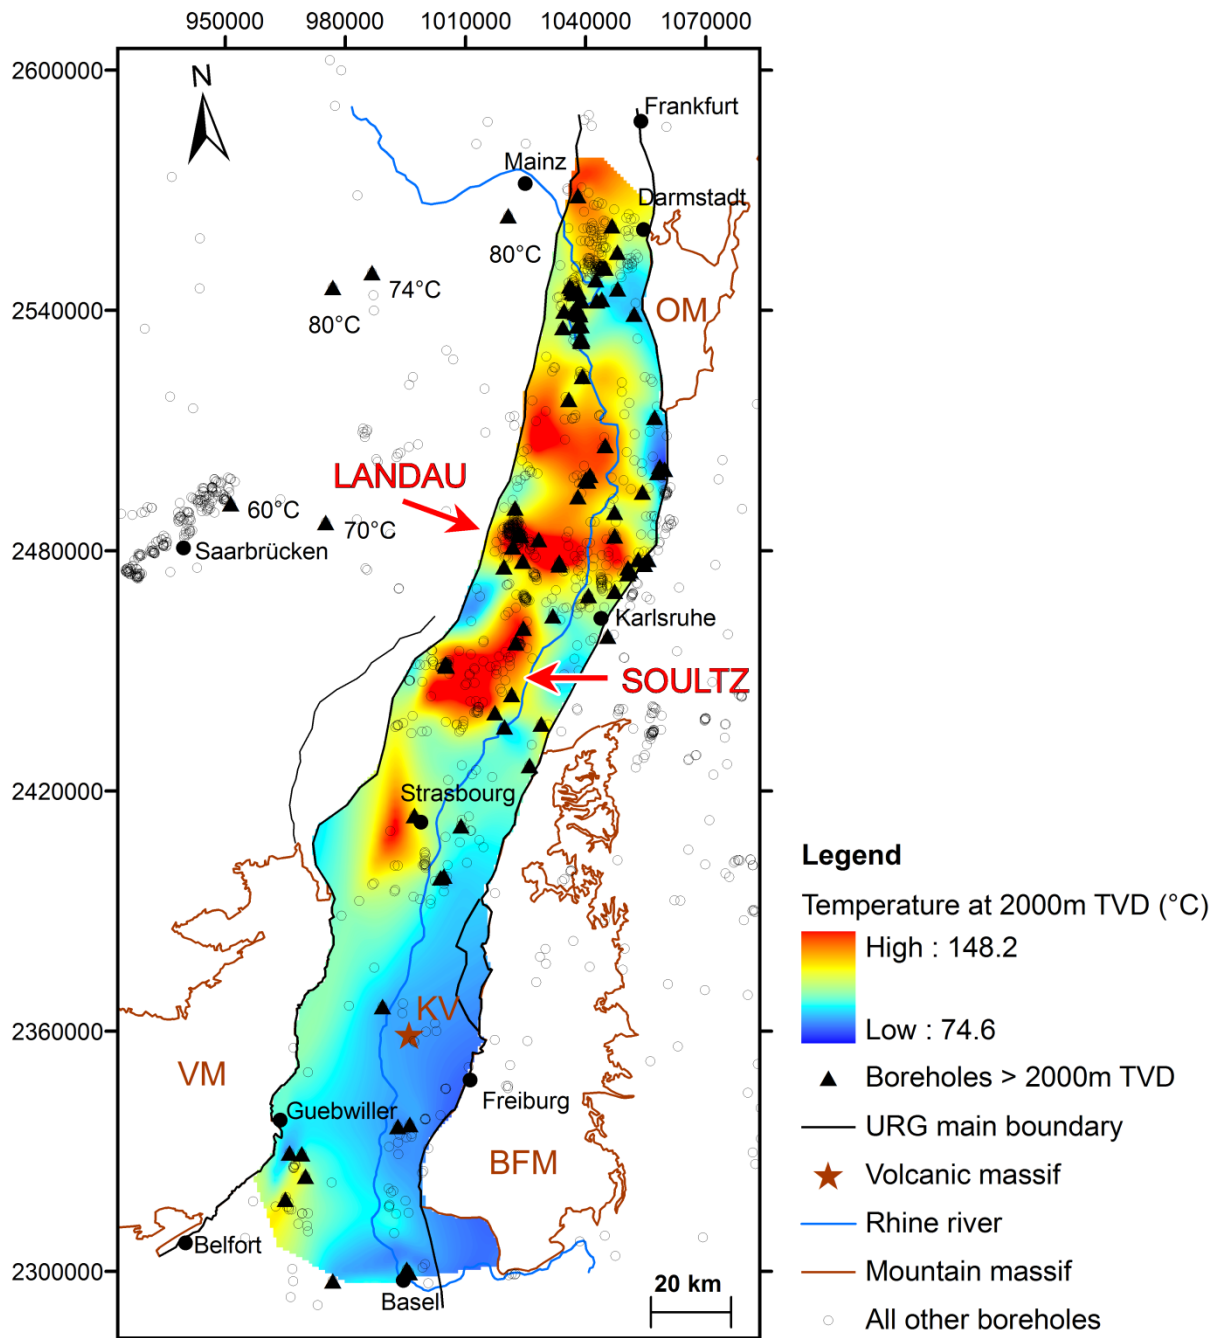 950000 980000 1010000 1040000 1070000
2600000
N
Frankfurt
Mainz
Darmstadt
80°C
74°C
80°C
2540000
OM
LANDAU
60°C
70°C
2480000
Saarbrücken
Karlsruhe
SOULTZ
2420000
Strasbourg
KV
2360000
VM
Freiburg
Guebwiller
BFM
Belfort
2300000
Basel
20 km
Legend
Temperature at 2000m TVD (°C)
High : 148.2
Low : 74.6
Boreholes > 2000m TVD
URG main boundary
Volcanic massif
Rhine river
Mountain massif
All other boreholes